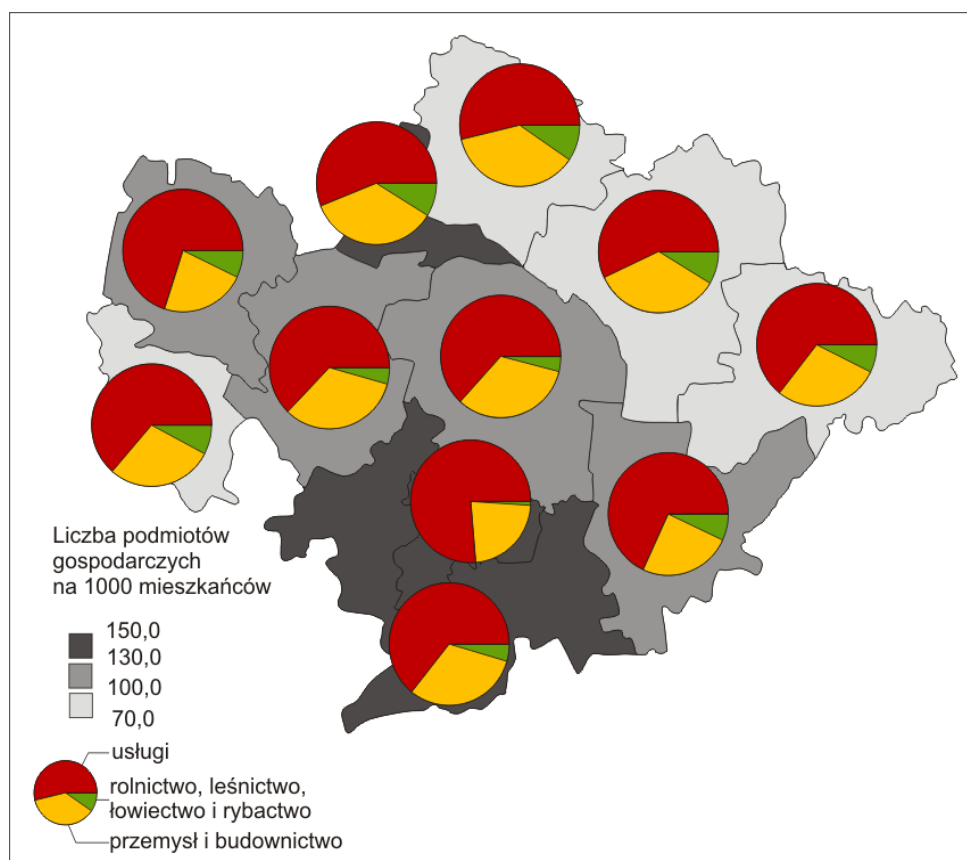 Liczba podmiotów
gospodarczych
na 1000 mieszkańców
150,0
130,0
100,0
70,0
usługi
rolnictwo, leśnictwo,
łowiectwo i rybactwo
przemysł i budownictwo